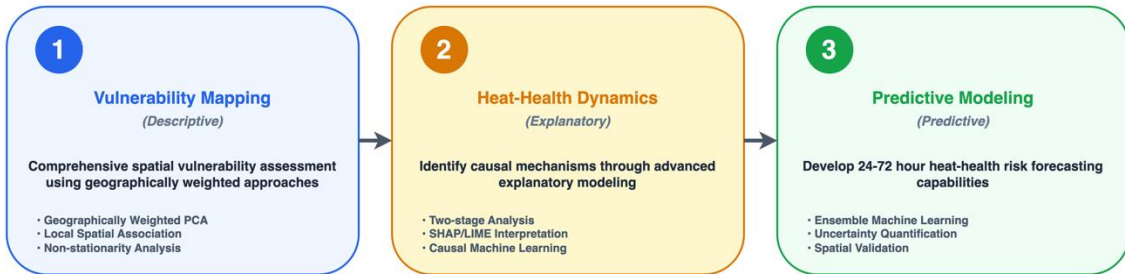 1
Vulnerability Mapping
(Descriptive)
Comprehensive spatial vulnerability assessment
using geographically weighted approaches
• Geographically Weighted PCA
• Local Spatial Association
• Non-stationarity Analysis
2
Heat-Health Dynamics
(Explanatory)
Identify causal mechanisms through advanced
explanatory modeling
• Two-stage Analysis
• SHAP/LIME Interpretation
• Causal Machine Learning
3
Predictive Modeling
(Predictive)
Develop 24-72 hour heat-health risk forecasting
capabilities
• Ensemble Machine Learning
• Uncertainty Quantification
• Spatial Validation